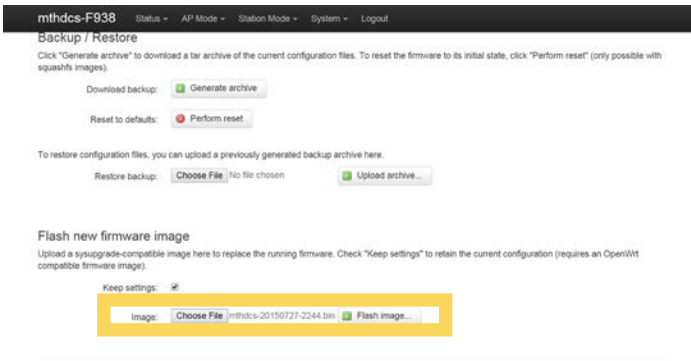 mthdcs-F938 Status AP Mode Station Mode System Logout
Backup / Restore
Click "Generate archive" to download a tar archive of the current configuration files. To reset the firmware to its initial state, click "Perform reset" (only possible with
squashfs images).
Download backup: Generate archive
Reset to defaults: Perform reset
To restore configuration files, you can upload a previously generated backup archive here.
Restore backup: Choose File No file chosen Upload archive...
Flash new firmware image
Upload a sysupgrade-compatible image here to replace the running firmware. Check "Keep settings" to retain the current configuration (requires an OpenWrt
compatible firmware image).
Keep settings:
Image: Choose File mthdcs-20150727-2244.bin Flash image...